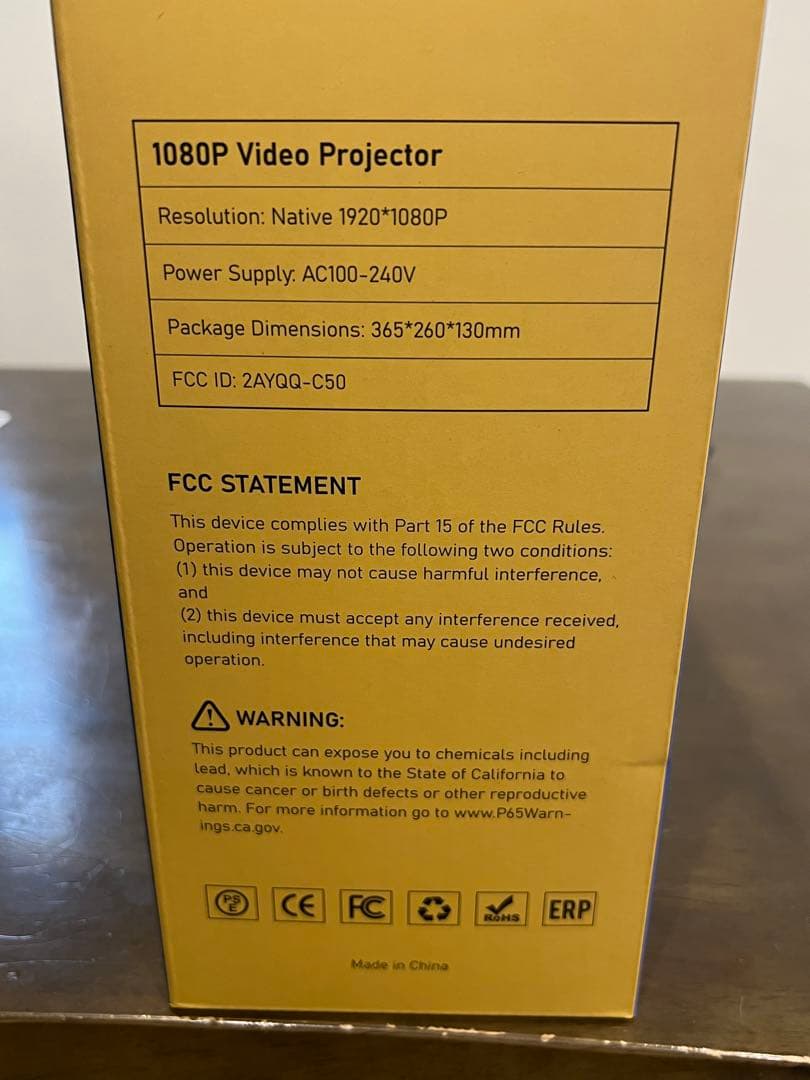 1080P Video Projector
Resolution: Native 1920*1080P
Power Supply: AC100-240V
Package Dimensions: 365*260*130mm
FCC ID: 2AYQQ-C50
FCC STATEMENT
This device complies with Part 15 of the FCC Rules.
Operation is subject to the following two conditions:
(1) this device may not cause harmful interference,
and
(2) this device must accept any interference received,
including interference that may cause undesired
operation.
WARNING:
This product can expose you to chemicals including
lead, which is known to the State of California to
cause cancer or birth defects or other reproductive
harm. For more information go to www.P65Warn-
ings.ca.gov.
PS E CE FC RoHS ERP
Made in China